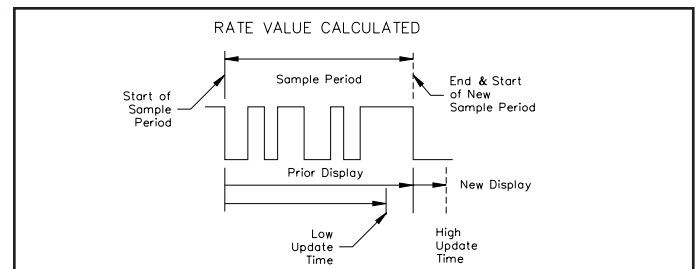 RATE VALUE CALCULATED
Sample Period
Start of
Sample
Period
End & Start
of New
Sample Period
Prior Display
New Display
Low
Update
Time
High
Update
Time